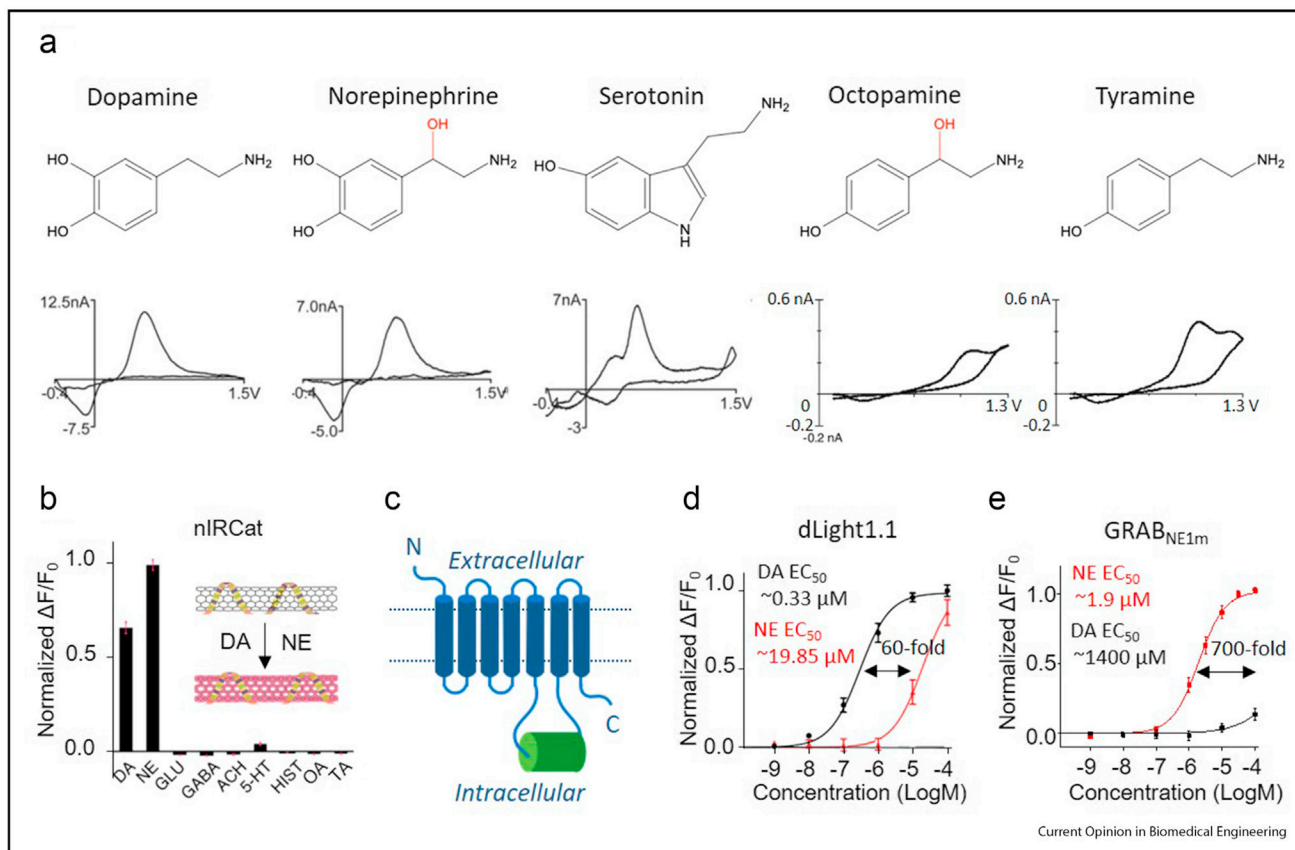 a
Dopamine
Norepinephrine
Serotonin
Octopamine
Tyramine
HO
HO
NH2
HO
HO
OH
NH2
HO
N
H
NH2
HO
OH
NH2
HO
NH2
12.5nA
-0.4
1.5V
-7.5
7.0nA
-0.4
1.5V
-5.0
7nA
-0.4
1.5V
-3
0.6 nA
0
1.3 V
-0.2
-0.2 nA
0.6 nA
0
1.3 V
-0.2
b
nIRCat
Normalized ΔF/F0
1.0
0.5
0.0
DA
NE
GLU
GABA
ACH
5-HT
HIST
OA
TA
DA
NE
c
N
Extracellular
C
Intracellular
d
dLight1.1
Normalized ΔF/F0
1.0
0.5
0.0
DA EC50
~0.33 µM
NE EC50
~19.85 µM
60-fold
-9 -8 -7 -6 -5 -4
Concentration (LogM)
e
GRABNE1m
Normalized ΔF/F0
1.0
0.5
0.0
NE EC50
~1.9 µM
DA EC50
~1400 µM
700-fold
-9 -8 -7 -6 -5 -4
Concentration (LogM)
Current Opinion in Biomedical Engineering